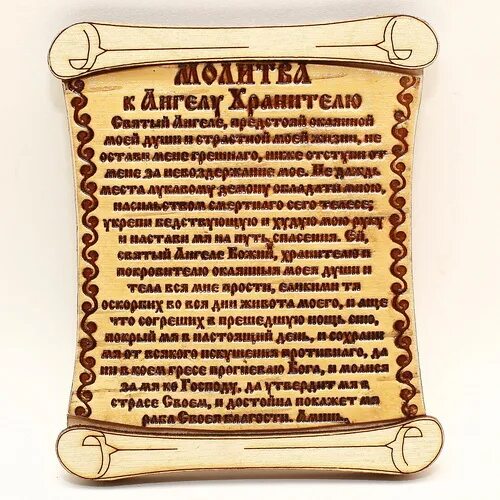 МОЛИТВА
к Ангелу Хранителю
Святый Ангеле, предстояй окаянной
моей души и страстной моей жизни, не
остави мене грешнаго, ниже отступи от
мене за невоздержание мое. Не даждь
места лукавому демону обладати мною,
насильством смертнаго сего телесе;
укрепи бедствующую и худую мою руку
и настави мя на путь спасения. Ей,
святый Ангеле Божий, хранителю и
покровителю окаянныя моея души и
тела вся мне прости, еликими тя
оскорбих во вся дни живота моего, и аще
что согреших в прешедшую нощь сию,
покрый мя в настоящий день, и сохрани
мя от всякого искушения противнаго, да
ни в коем гресе прогневаю Бога, и молися
за мя ко Господу, да утвердит мя в
страсе Своем, и достойна покажет мя
раба Своея благости. Аминь.